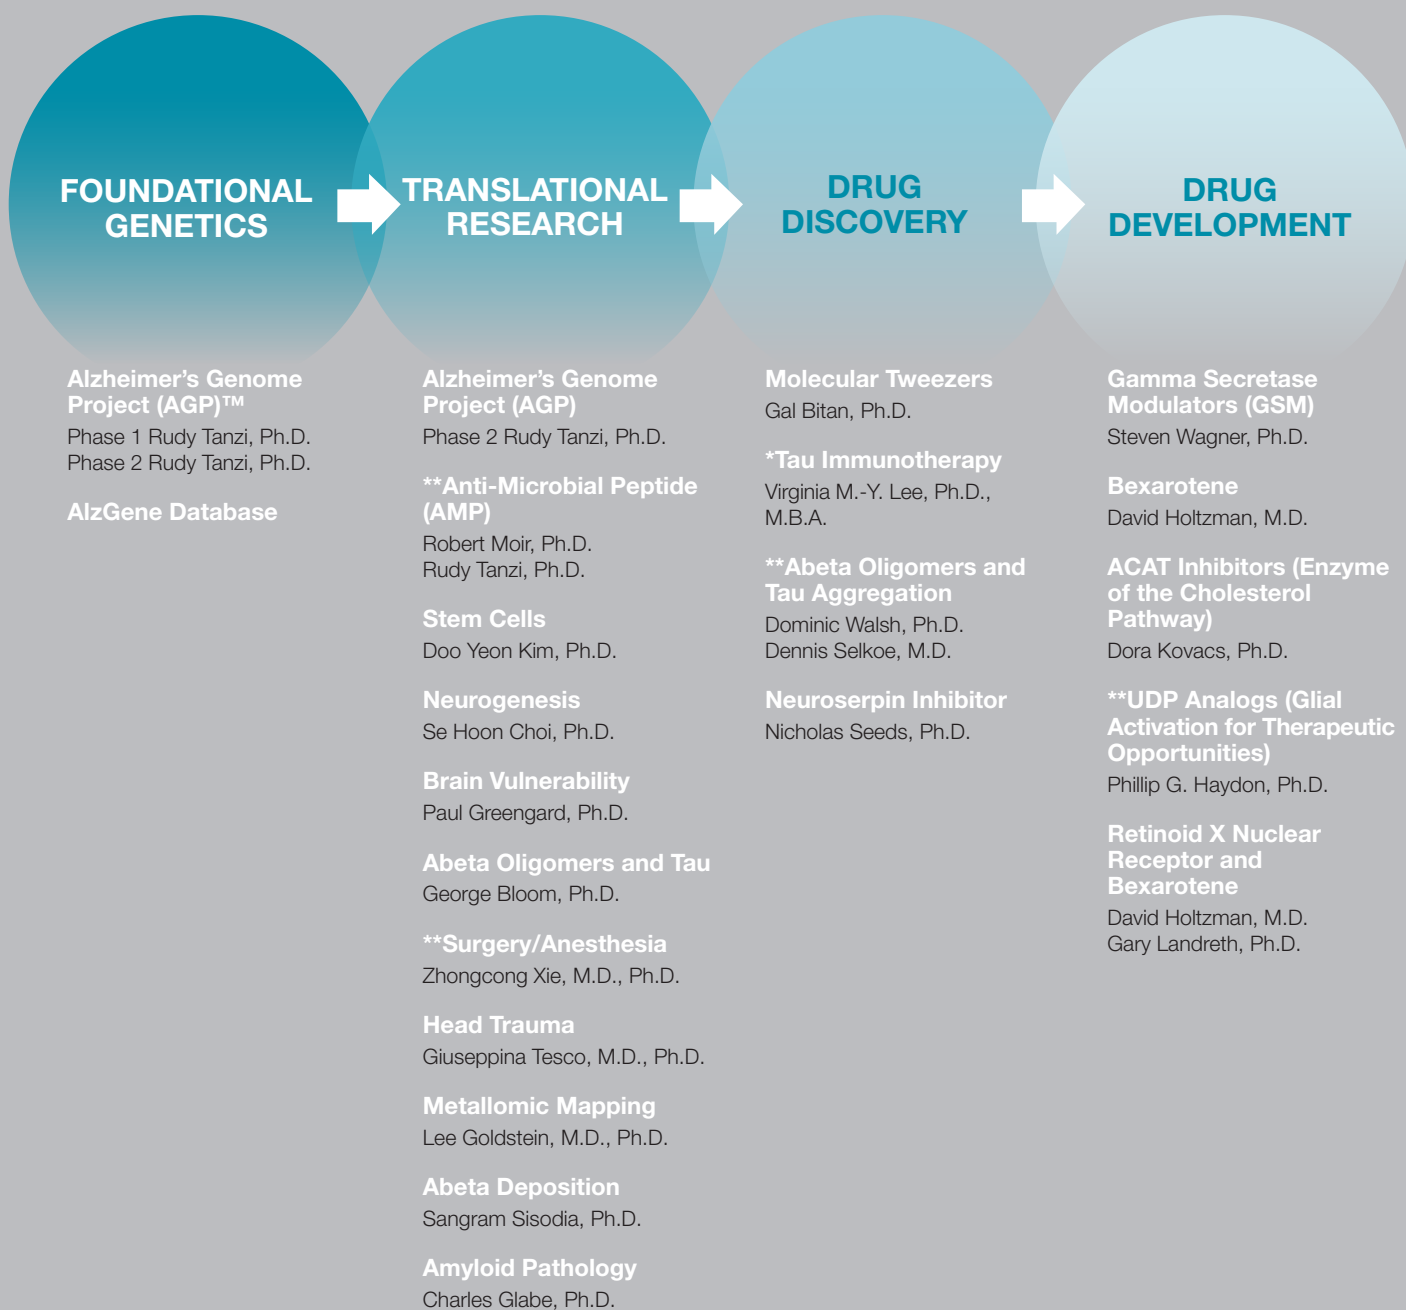 FOUNDATIONAL
GENETICS
TRANSLATIONAL
RESEARCH
DRUG
DISCOVERY
DRUG
DEVELOPMENT
Alzheimer’s Genome
Project (AGP)™
Phase 1 Rudy Tanzi, Ph.D.
Phase 2 Rudy Tanzi, Ph.D.
AlzGene Database
Alzheimer’s Genome
Project (AGP)
Phase 2 Rudy Tanzi, Ph.D.
**Anti-Microbial Peptide
(AMP)
Robert Moir, Ph.D.
Rudy Tanzi, Ph.D.
Stem Cells
Doo Yeon Kim, Ph.D.
Neurogenesis
Se Hoon Choi, Ph.D.
Brain Vulnerability
Paul Greengard, Ph.D.
Abeta Oligomers and Tau
George Bloom, Ph.D.
**Surgery/Anesthesia
Zhongcong Xie, M.D., Ph.D.
Head Trauma
Giuseppina Tesco, M.D., Ph.D.
Metallomic Mapping
Lee Goldstein, M.D., Ph.D.
Abeta Deposition
Sangram Sisodia, Ph.D.
Amyloid Pathology
Charles Glabe, Ph.D.
Molecular Tweezers
Gal Bitan, Ph.D.
*Tau Immunotherapy
Virginia M.-Y. Lee, Ph.D.,
M.B.A.
**Abeta Oligomers and
Tau Aggregation
Dominic Walsh, Ph.D.
Dennis Selkoe, M.D.
Neuroserpin Inhibitor
Nicholas Seeds, Ph.D.
Gamma Secretase
Modulators (GSM)
Steven Wagner, Ph.D.
Bexarotene
David Holtzman, M.D.
ACAT Inhibitors (Enzyme
of the Cholesterol
Pathway)
Dora Kovacs, Ph.D.
**UDP Analogs (Glial
Activation for Therapeutic
Opportunities)
Phillip G. Haydon, Ph.D.
Retinoid X Nuclear
Receptor and
Bexarotene
David Holtzman, M.D.
Gary Landreth, Ph.D.